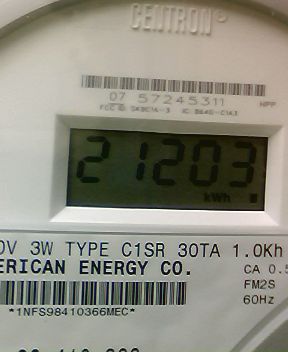 CENTRON®
07 57245311
HPP
21203
kWh
0V 3W TYPE C1SR 30TA 1.0Kh
ERICAN ENERGY CO.
CA 0.5
FM2S
60Hz
*1NFS98410366MEC*